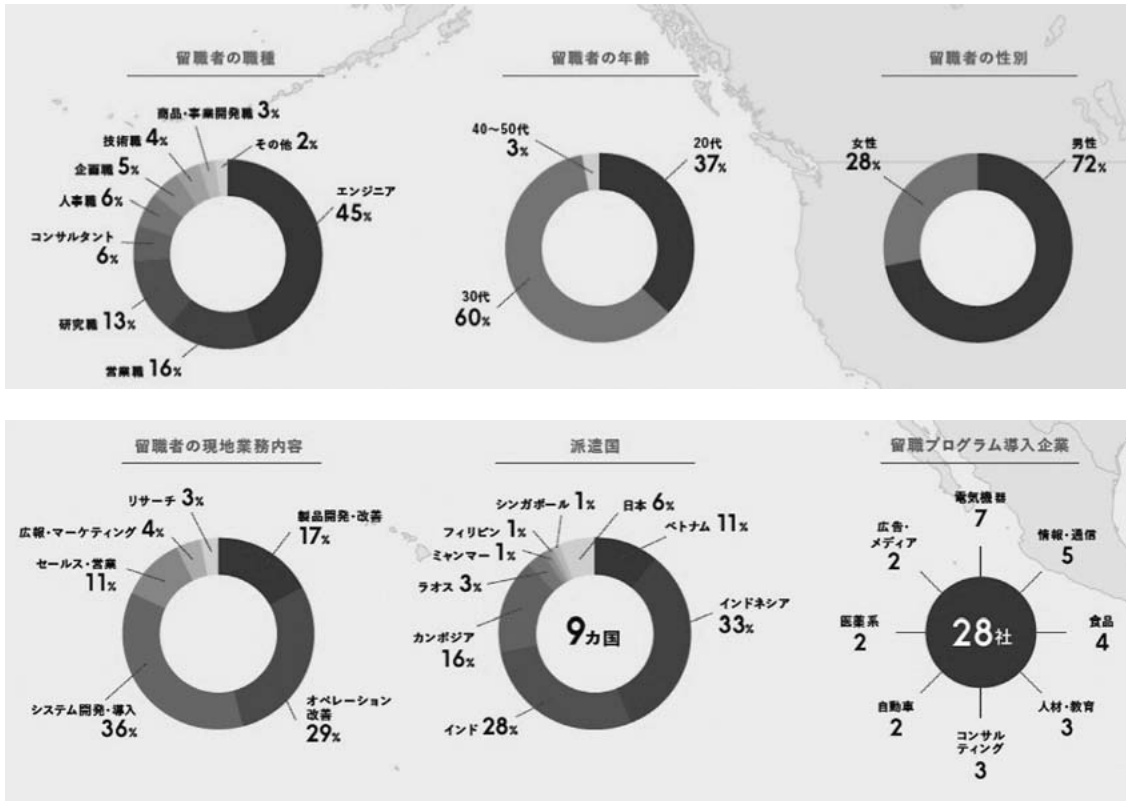 留職者の職種
商品・事業開発職 3%
技術職 4%
その他 2%
企画職 5%
人事職 6%
エンジニア
45%
コンサルタント
6%
研究職 13%
営業職 16%
留職者の年齢
40〜50代
3%
20代
37%
30代
60%
留職者の性別
女性
28%
男性
72%
留職者の現地業務内容
リサーチ 3%
広報・マーケティング 4%
製品開発・改善
17%
セールス・営業
11%
システム開発・導入
36%
オペレーション
改善
29%
派遣国
シンガポール 1%
日本 6%
フィリピン 1%
ベトナム 11%
ミャンマー 1%
ラオス 3%
インドネシア
33%
カンボジア
16%
9カ国
インド 28%
留職プログラム導入企業
電気機器
7
広告・
メディア
2
情報・通信
5
医薬系
2
28社
食品
4
自動車
2
人材・教育
3
コンサル
ティング
3